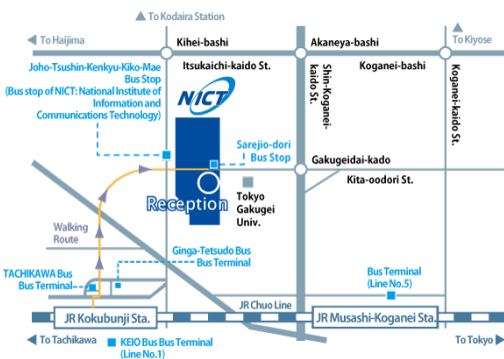 To Kodaira Station
To Haijima
Kihei-bashi
Akaneya-bashi
To Kiyose
Joho-Tsushin-Kenkyu-Kiko-Mae
Bus Stop
(Bus stop of NICT: National Institute of
Information and
Communications Technology)
Itsukaichi-kaido St.
Koganei-bashi
Shin-Koganei-
kaido St.
Koganei-kaido St.
NICT
Sarejio-dori
Bus Stop
Gakugeidai-kado
Kita-oodori St.
Reception
Tokyo
Gakugei
Univ.
Walking
Route
Ginga-Tetsudo Bus
Bus Terminal
TACHIKAWA Bus
Bus Terminal
Bus Terminal
(Line No.5)
JR Chuo Line
JR Kokubunji Sta.
JR Musashi-Koganei Sta.
To Tachikawa
KEIO Bus Bus Terminal
(Line No.1)
To Tokyo